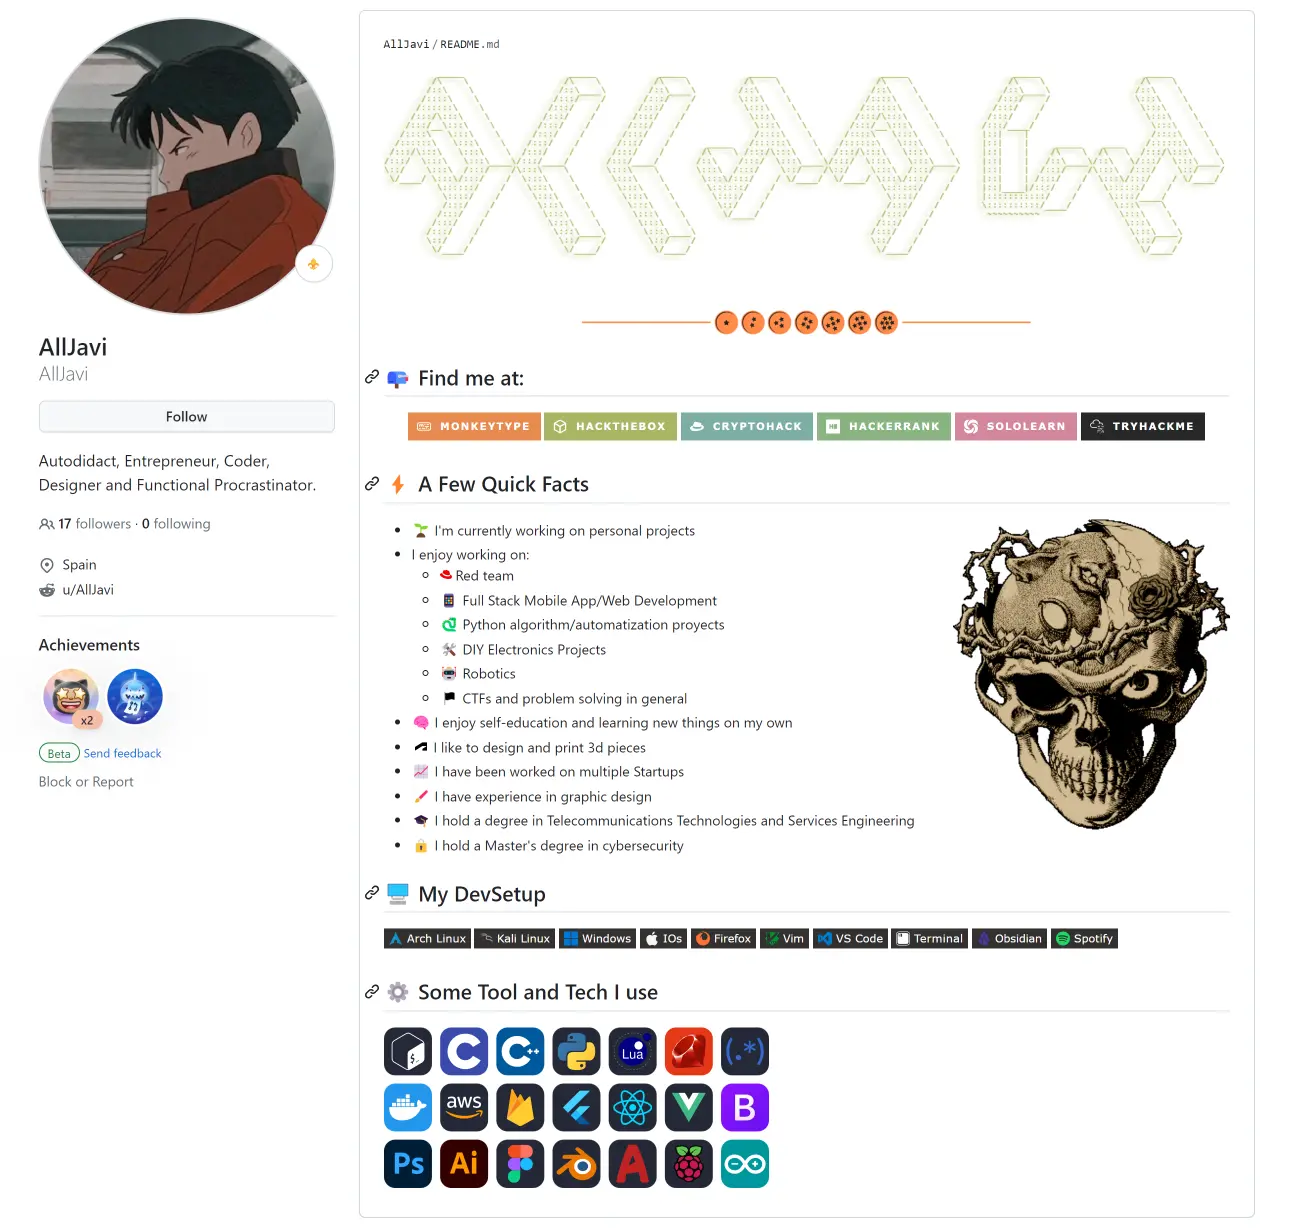 AllJavi
AllJavi
Follow
Autodidact, Entrepreneur, Coder,
Designer and Functional Procrastinator.
17 followers · 0 following
Spain
u/AllJavi
Achievements
x2
Beta Send feedback
Block or Report
AllJavi/README.md
Find me at:
MONKEYTYPE HACKTHEBOX CRYPTOHACK HACKERRANK SOLOLEARN TRYHACKME
A Few Quick Facts
I'm currently working on personal projects
I enjoy working on:
Red team
Full Stack Mobile App/Web Development
Python algorithm/automatization proyects
DIY Electronics Projects
Robotics
CTFs and problem solving in general
I enjoy self-education and learning new things on my own
I like to design and print 3d pieces
I have been worked on multiple Startups
I have experience in graphic design
I hold a degree in Telecommunications Technologies and Services Engineering
I hold a Master's degree in cybersecurity
My DevSetup
Arch Linux Kali Linux Windows IOs Firefox Vim VS Code Terminal Obsidian Spotify
Some Tool and Tech I use
$_ C C++ Lua (.*)
aws B
Ps Ai A